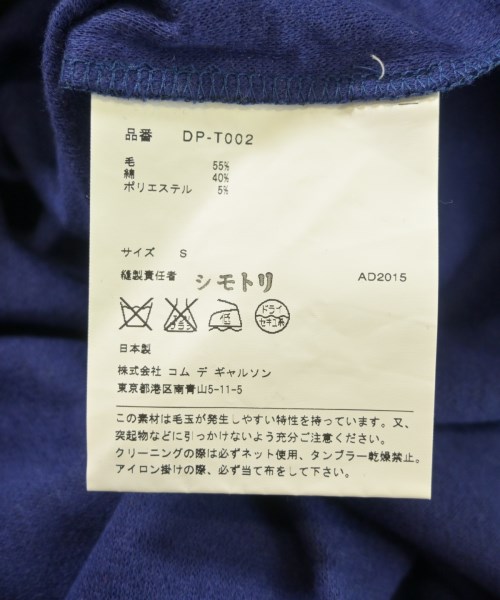 品番 DP-T002
毛 55%
綿 40%
ポリエステル 5%
サイズ S
縫製責任者 シモトリ AD2015
エンソサラシ 低 ドライ セキユ系
日本製
株式会社 コム デ ギャルソン
東京都港区南青山5-11-5
この素材は毛玉が発生しやすい特性を持っています。又、
突起物などに引っかけないよう充分ご注意ください。
クリーニングの際は必ずネット使用、タンブラー乾燥禁止。
アイロン掛けの際、必ず当て布をして下さい。